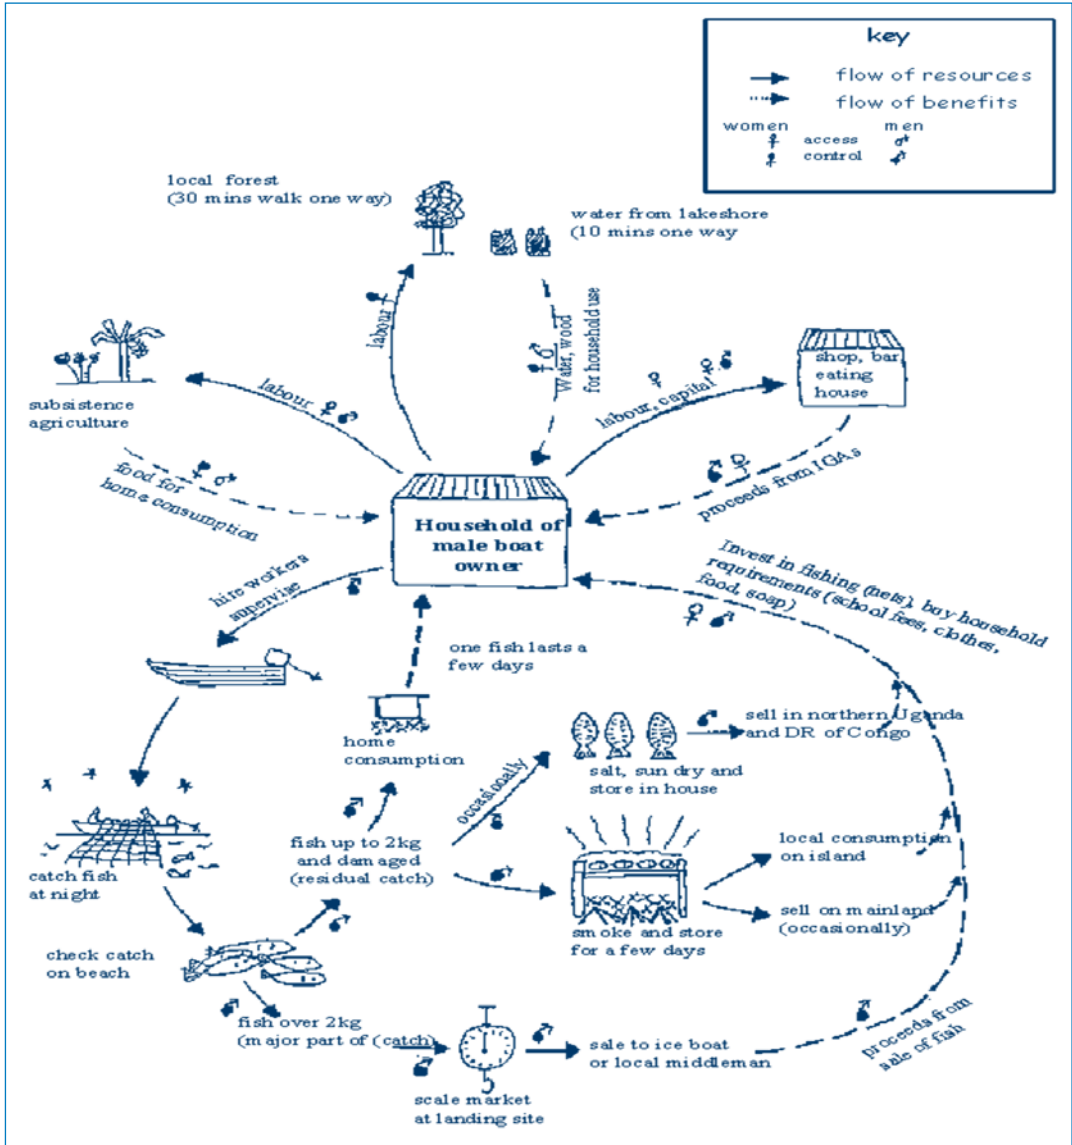 key
flow of resources
flow of benefits
women
men
access
control
local forest
(30 mins walk one way)
water from lakeshore
(10 mins one way
labour
Water, wood
for household use
shop, bar
eating
house
labour, capital
subsistence
agriculture
labour
food for
home consumption
proceeds from IGAs
Household of
male boat
owner
hire workers
supervise
Invest in fishing (nets), buy household
requirements (school fees, clothes,
food, soap)
one fish lasts a
few days
home
consumption
sell in northern Uganda
and DR of Congo
salt, sun dry and
store in house
occasionally
fish up to 2kg
and damaged
(residual catch)
local consumption
on island
catch fish
at night
smoke and store
for a few days
sell on mainland
(occasionally)
check catch
on beach
fish over 2kg
(major part of (catch)
sale to ice boat
or local middleman
proceeds from
sale of fish
scale market
at landing site